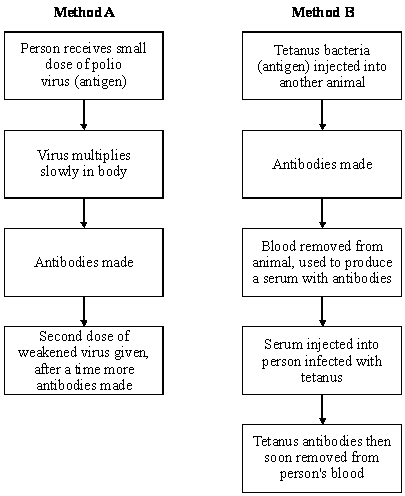 Method A
Person receives small
dose of polio
virus (antigen)
Virus multiplies
slowly in body
Antibodies made
Second dose of
weakened virus given,
after a time more
antibodies made
Method B
Tetanus bacteria
(antigen) injected into
another animal
Antibodies made
Blood removed from
animal, used to produce
a serum with antibodies
Serum injected into
person infected with
tetanus
Tetanus antibodies then
soon removed from
person's blood